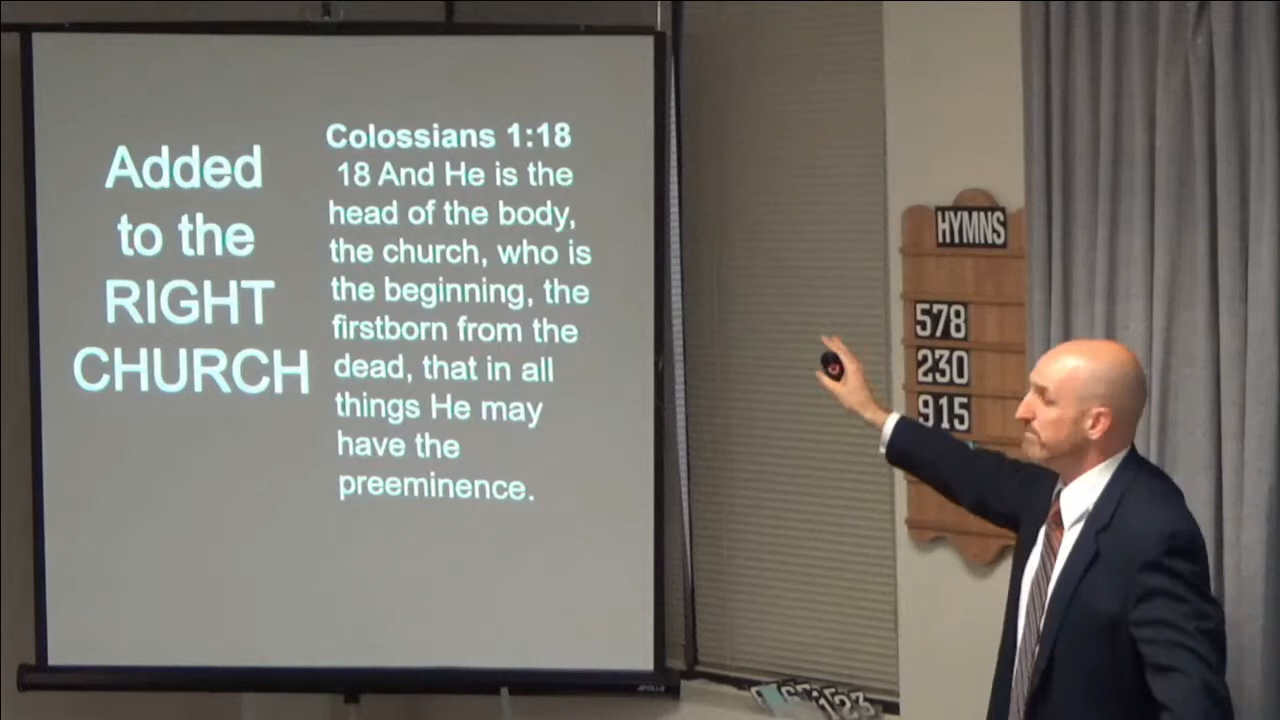 Added
to the
RIGHT
CHURCH
Colossians 1:18
18 And He is the
head of the body,
the church, who is
the beginning, the
firstborn from the
dead, that in all
things He may
have the
preeminence.
HYMNS
578
230
915